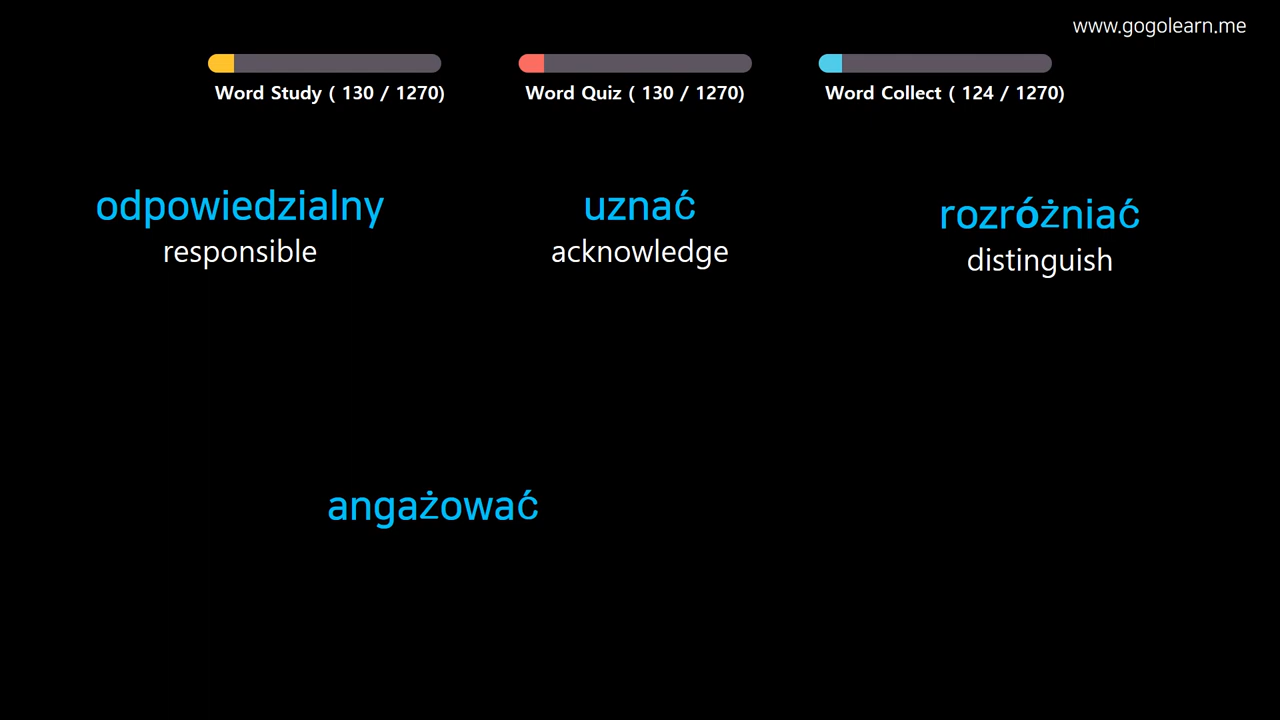 www.gogolearn.me
Word Study ( 130 / 1270)
Word Quiz ( 130 / 1270)
Word Collect ( 124 / 1270)
odpowiedzialny
responsible
uznać
acknowledge
rozróżniać
distinguish
angażować